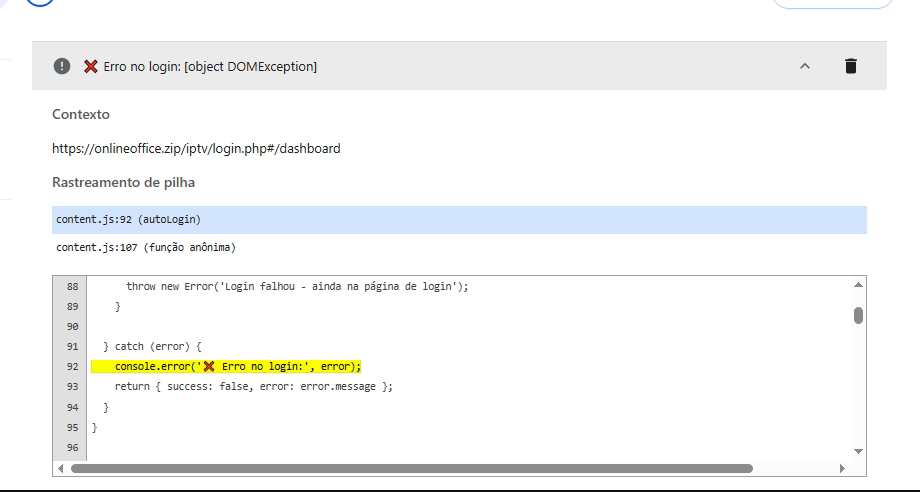 ❌ Erro no login: [object DOMException]
Contexto
https://onlineoffice.zip/iptv/login.php#/dashboard
Rastreamento de pilha
content.js:92 (autoLogin)
content.js:107 (função anônima)
88 throw new Error('Login falhou - ainda na página de login');
89 }
90
91 } catch (error) {
92 console.error('❌ Erro no login:', error);
93 return { success: false, error: error.message };
94 }
95 }
96